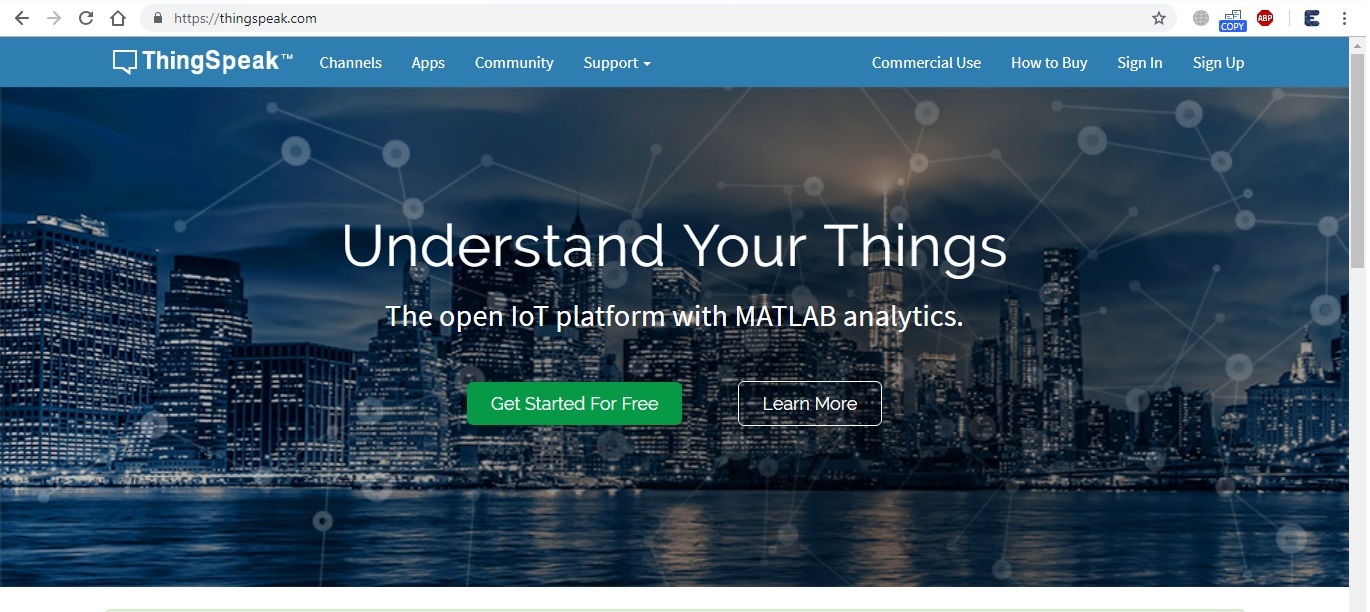 https://thingspeak.com
COPY
ABP
ThingSpeak™ Channels Apps Community Support Commercial Use How to Buy Sign In Sign Up
Understand Your Things
The open IoT platform with MATLAB analytics.
Get Started For Free Learn More